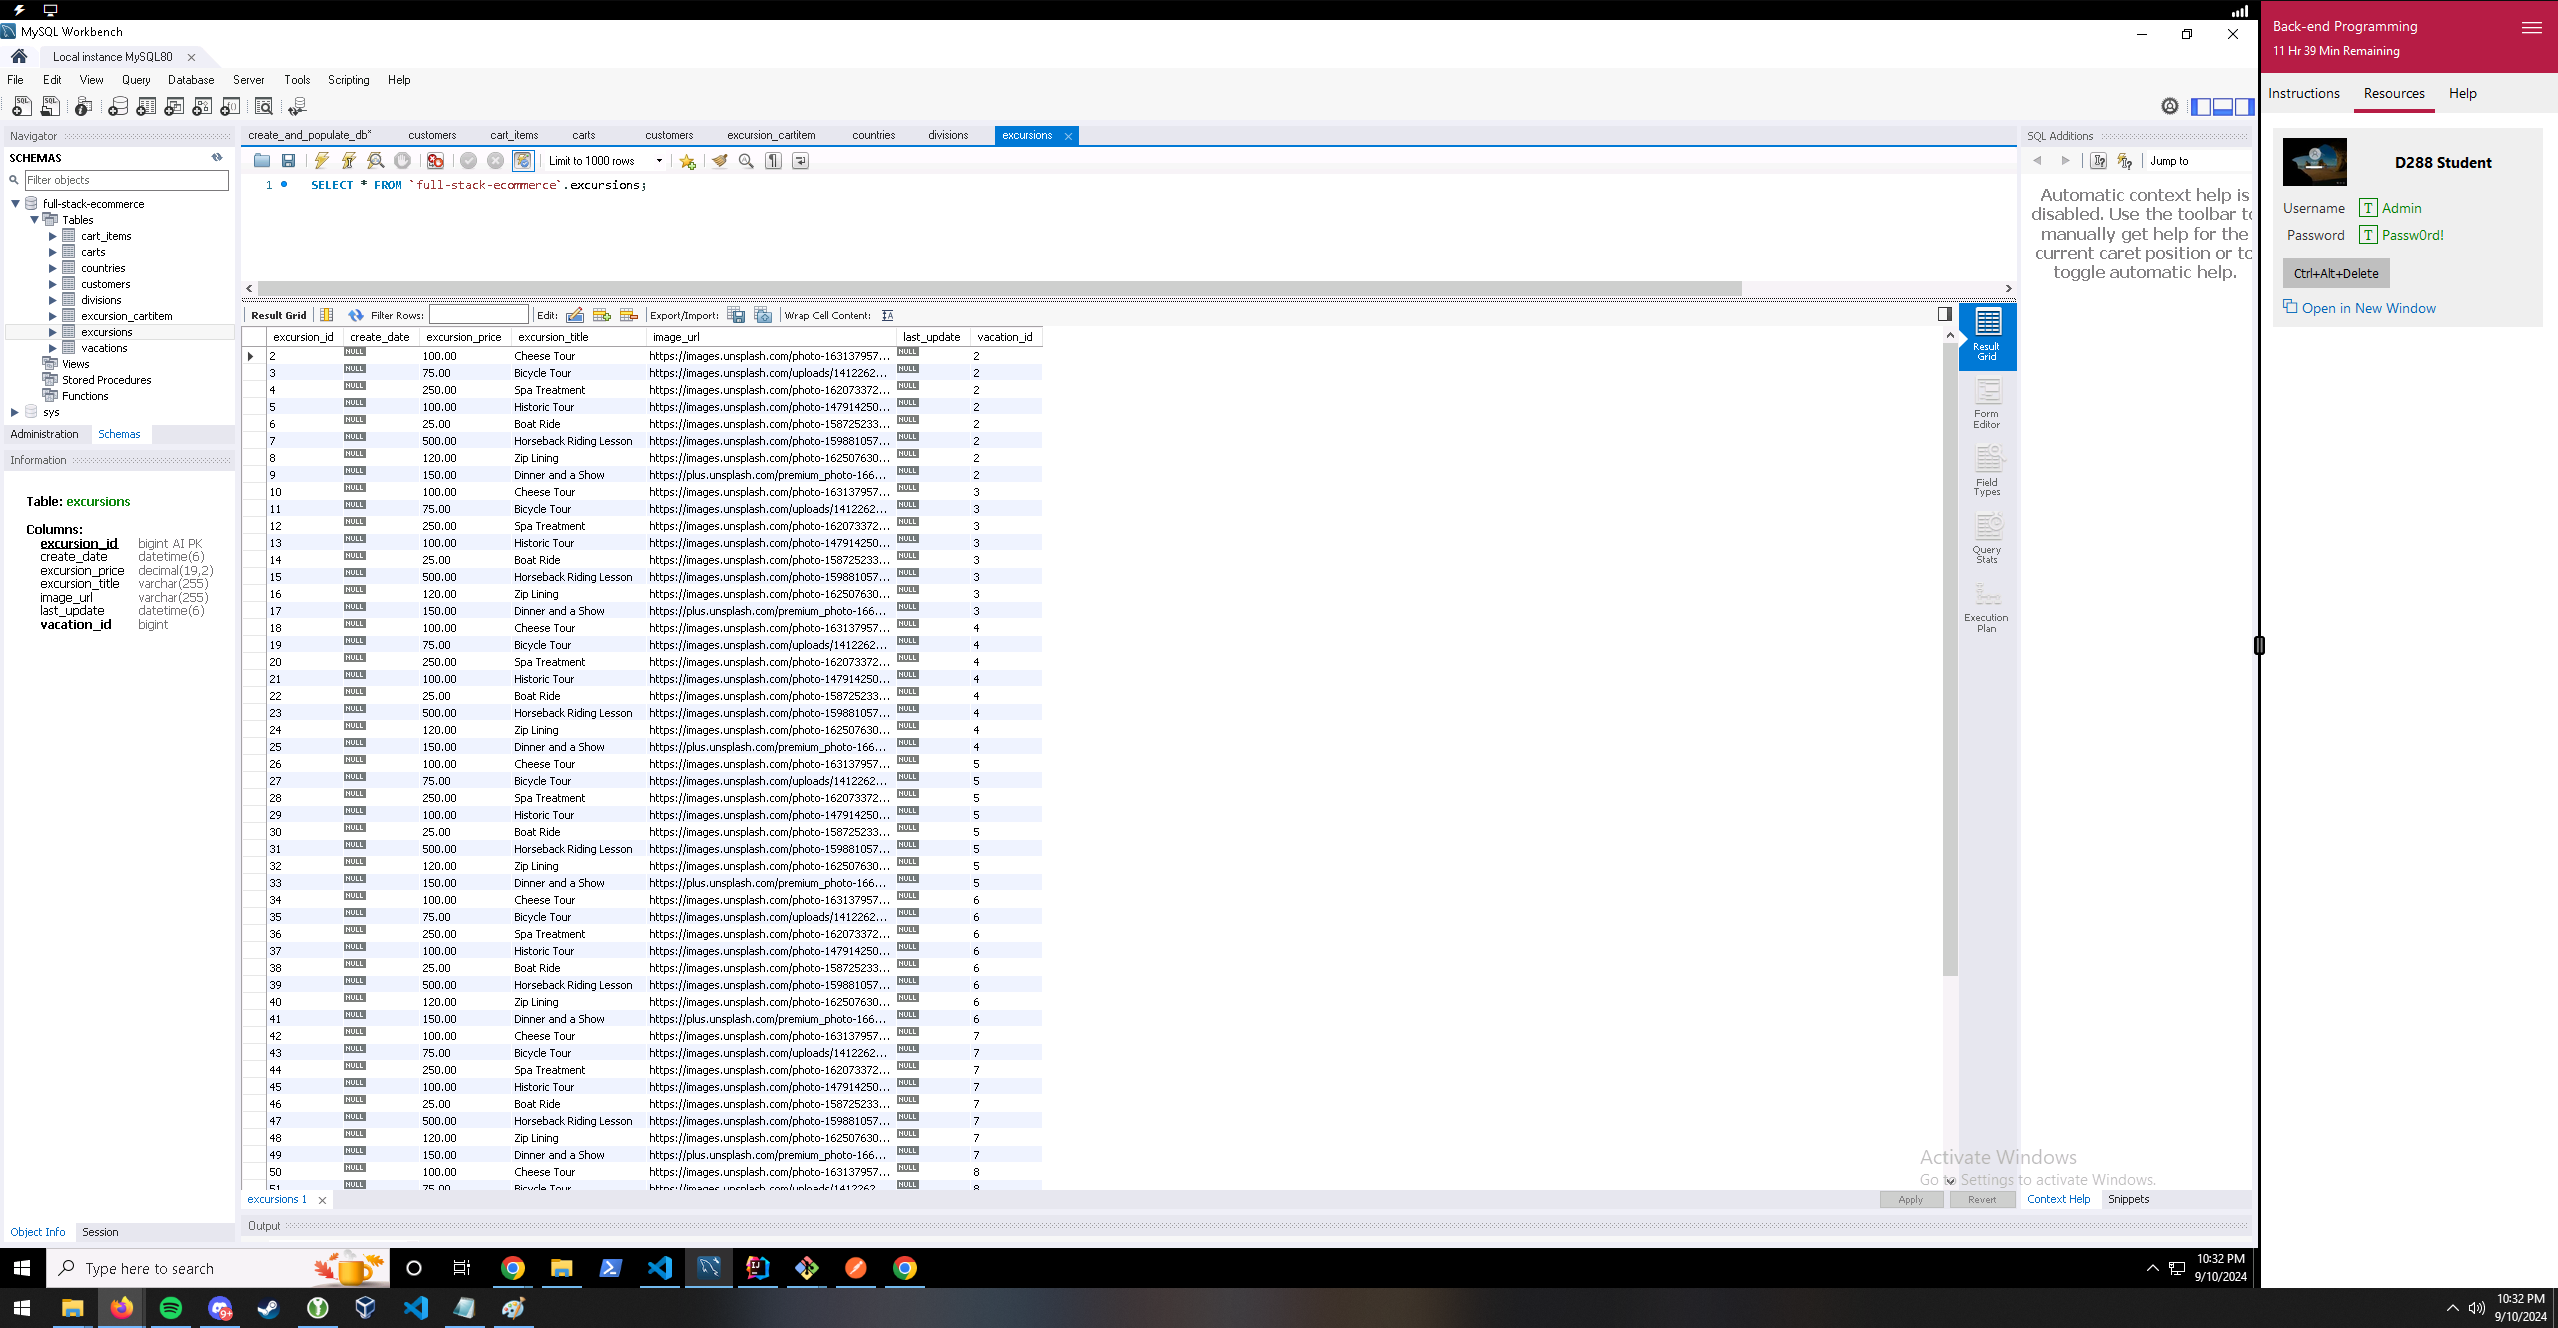 MySQL Workbench
Local instance MySQL80
File Edit View Query Database Server Tools Scripting Help
Navigator
SCHEMAS
Filter objects
full-stack-ecommerce
Tables
cart_items
carts
countries
customers
divisions
excursion_cartitem
excursions
vacations
Views
Stored Procedures
Functions
sys
Administration Schemas
Information
Table: excursions
Columns:
excursion_id bigint AI PK
create_date datetime(6)
excursion_price decimal(19,2)
excursion_title varchar(255)
image_url varchar(255)
last_update datetime(6)
vacation_id bigint
Object Info Session
create_and_populate_db* customers cart_items carts customers excursion_cartitem countries divisions excursions
Limit to 1000 rows
1 SELECT * FROM `full-stack-ecommerce`.excursions;
Result Grid Filter Rows: Edit: Export/Import: Wrap Cell Content:
excursion_id create_date excursion_price excursion_title image_url last_update vacation_id
2 NULL 100.00 Cheese Tour https://images.unsplash.com/photo-163137957... NULL 2
3 NULL 75.00 Bicycle Tour https://images.unsplash.com/uploads/1412262... NULL 2
4 NULL 250.00 Spa Treatment https://images.unsplash.com/photo-162073372... NULL 2
5 NULL 100.00 Historic Tour https://images.unsplash.com/photo-147914250... NULL 2
6 NULL 25.00 Boat Ride https://images.unsplash.com/photo-158725233... NULL 2
7 NULL 500.00 Horseback Riding Lesson https://images.unsplash.com/photo-159881057... NULL 2
8 NULL 120.00 Zip Lining https://images.unsplash.com/photo-162507630... NULL 2
9 NULL 150.00 Dinner and a Show https://plus.unsplash.com/premium_photo-166... NULL 2
10 NULL 100.00 Cheese Tour https://images.unsplash.com/photo-163137957... NULL 3
11 NULL 75.00 Bicycle Tour https://images.unsplash.com/uploads/1412262... NULL 3
12 NULL 250.00 Spa Treatment https://images.unsplash.com/photo-162073372... NULL 3
13 NULL 100.00 Historic Tour https://images.unsplash.com/photo-147914250... NULL 3
14 NULL 25.00 Boat Ride https://images.unsplash.com/photo-158725233... NULL 3
15 NULL 500.00 Horseback Riding Lesson https://images.unsplash.com/photo-159881057... NULL 3
16 NULL 120.00 Zip Lining https://images.unsplash.com/photo-162507630... NULL 3
17 NULL 150.00 Dinner and a Show https://plus.unsplash.com/premium_photo-166... NULL 3
18 NULL 100.00 Cheese Tour https://images.unsplash.com/photo-163137957... NULL 4
19 NULL 75.00 Bicycle Tour https://images.unsplash.com/uploads/1412262... NULL 4
20 NULL 250.00 Spa Treatment https://images.unsplash.com/photo-162073372... NULL 4
21 NULL 100.00 Historic Tour https://images.unsplash.com/photo-147914250... NULL 4
22 NULL 25.00 Boat Ride https://images.unsplash.com/photo-158725233... NULL 4
23 NULL 500.00 Horseback Riding Lesson https://images.unsplash.com/photo-159881057... NULL 4
24 NULL 120.00 Zip Lining https://images.unsplash.com/photo-162507630... NULL 4
25 NULL 150.00 Dinner and a Show https://plus.unsplash.com/premium_photo-166... NULL 4
26 NULL 100.00 Cheese Tour https://images.unsplash.com/photo-163137957... NULL 5
27 NULL 75.00 Bicycle Tour https://images.unsplash.com/uploads/1412262... NULL 5
28 NULL 250.00 Spa Treatment https://images.unsplash.com/photo-162073372... NULL 5
29 NULL 100.00 Historic Tour https://images.unsplash.com/photo-147914250... NULL 5
30 NULL 25.00 Boat Ride https://images.unsplash.com/photo-158725233... NULL 5
31 NULL 500.00 Horseback Riding Lesson https://images.unsplash.com/photo-159881057... NULL 5
32 NULL 120.00 Zip Lining https://images.unsplash.com/photo-162507630... NULL 5
33 NULL 150.00 Dinner and a Show https://plus.unsplash.com/premium_photo-166... NULL 5
34 NULL 100.00 Cheese Tour https://images.unsplash.com/photo-163137957... NULL 6
35 NULL 75.00 Bicycle Tour https://images.unsplash.com/uploads/1412262... NULL 6
36 NULL 250.00 Spa Treatment https://images.unsplash.com/photo-162073372... NULL 6
37 NULL 100.00 Historic Tour https://images.unsplash.com/photo-147914250... NULL 6
38 NULL 25.00 Boat Ride https://images.unsplash.com/photo-158725233... NULL 6
39 NULL 500.00 Horseback Riding Lesson https://images.unsplash.com/photo-159881057... NULL 6
40 NULL 120.00 Zip Lining https://images.unsplash.com/photo-162507630... NULL 6
41 NULL 150.00 Dinner and a Show https://plus.unsplash.com/premium_photo-166... NULL 6
42 NULL 100.00 Cheese Tour https://images.unsplash.com/photo-163137957... NULL 7
43 NULL 75.00 Bicycle Tour https://images.unsplash.com/uploads/1412262... NULL 7
44 NULL 250.00 Spa Treatment https://images.unsplash.com/photo-162073372... NULL 7
45 NULL 100.00 Historic Tour https://images.unsplash.com/photo-147914250... NULL 7
46 NULL 25.00 Boat Ride https://images.unsplash.com/photo-158725233... NULL 7
47 NULL 500.00 Horseback Riding Lesson https://images.unsplash.com/photo-159881057... NULL 7
48 NULL 120.00 Zip Lining https://images.unsplash.com/photo-162507630... NULL 7
49 NULL 150.00 Dinner and a Show https://plus.unsplash.com/premium_photo-166... NULL 7
50 NULL 100.00 Cheese Tour https://images.unsplash.com/photo-163137957... NULL 8
51 NULL 75.00 Bicycle Tour https://images.unsplash.com/uploads/1412262... NULL 8
excursions 1
Apply Revert
Output
Result
Grid
Form
Editor
Field
Types
Query
Stats
Execution
Plan
SQL Additions
Jump to
Automatic context help is
disabled. Use the toolbar to
manually get help for the
current caret position or to
toggle automatic help.
Activate Windows
Go to Settings to activate Windows.
Context Help Snippets
Type here to search
10:32 PM
9/10/2024
Back-end Programming
11 Hr 39 Min Remaining
Instructions Resources Help
D288 Student
Username T Admin
Password T Passw0rd!
Ctrl+Alt+Delete
Open in New Window
9+
10:32 PM
9/10/2024